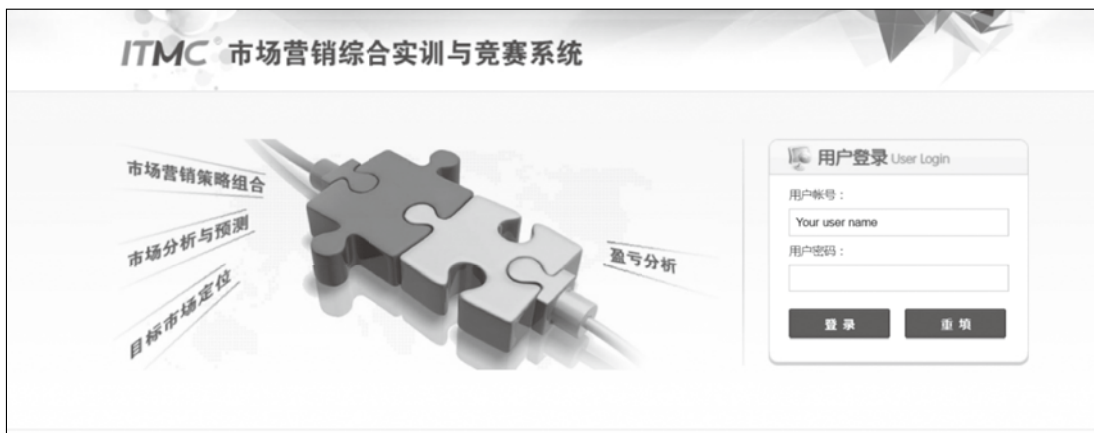 ITMC 市场营销综合实训与竞赛系统
市场营销策略组合
市场分析与预测
目标市场定位
盈亏分析
用户登录 User Login
用户帐号：
Your user name
用户密码：
登 录
重 填